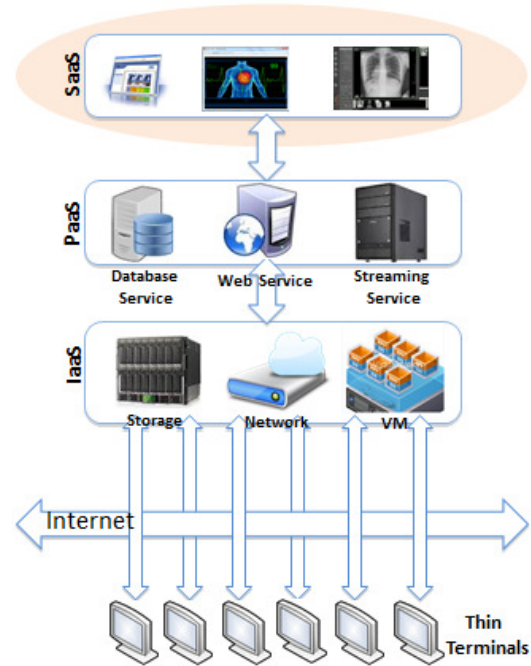 SaaS
PaaS
Database
Service
Web Service
Streaming
Service
IaaS
Storage
Network
VM
Internet
Thin
Terminals